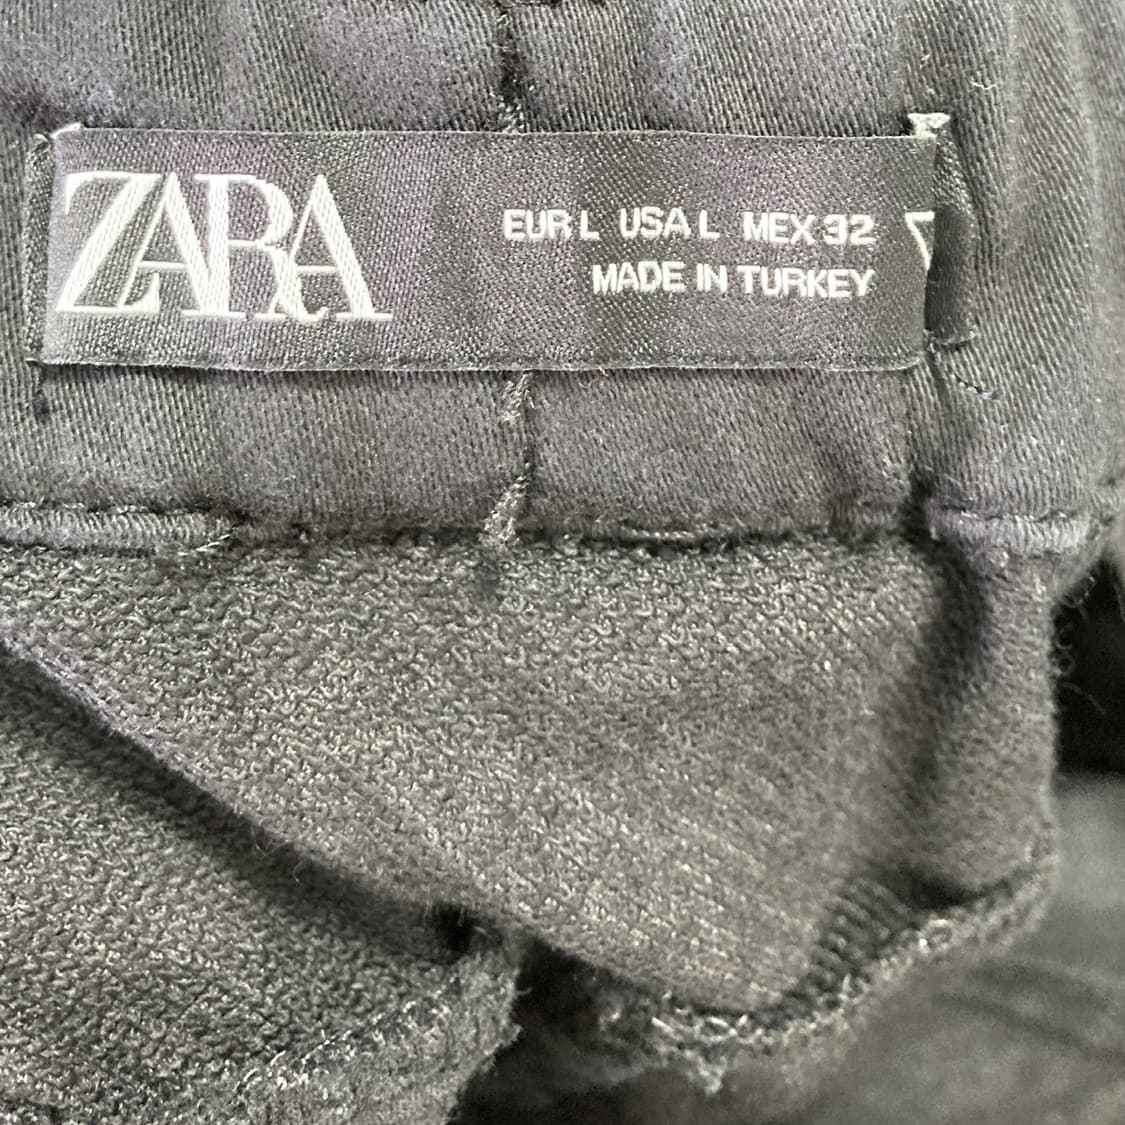 ZARA
EUR L USA L MEX 32
MADE IN TURKEY